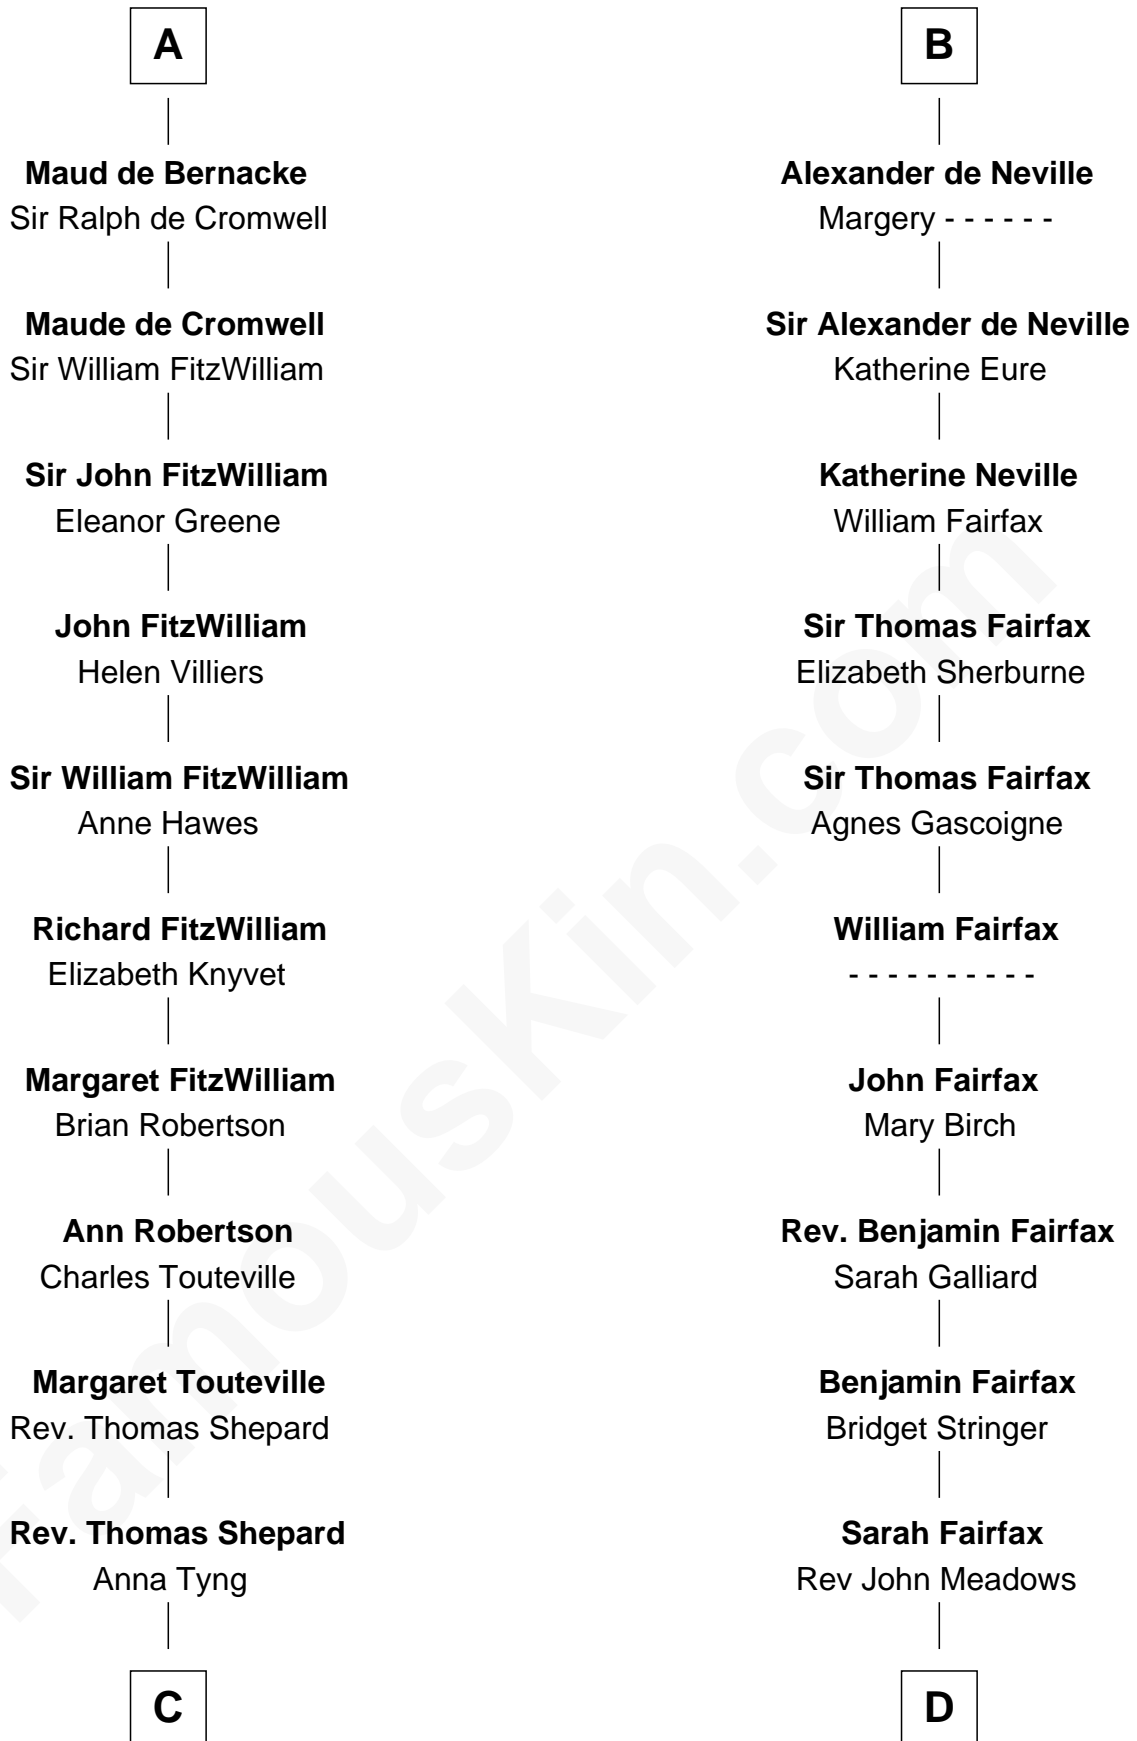 A
Maud de Bernacke
Sir Ralph de Cromwell
Maude de Cromwell
Sir William FitzWilliam
Sir John FitzWilliam
Eleanor Greene
John FitzWilliam
Helen Villiers
Sir William FitzWilliam
Anne Hawes
Richard FitzWilliam
Elizabeth Knyvet
Margaret FitzWilliam
Brian Robertson
Ann Robertson
Charles Touteville
Margaret Touteville
Rev. Thomas Shepard
Rev. Thomas Shepard
Anna Tyng
C
B
Alexander de Neville
Margery - - - - - -
Sir Alexander de Neville
Katherine Eure
Katherine Neville
William Fairfax
Sir Thomas Fairfax
Elizabeth Sherburne
Sir Thomas Fairfax
Agnes Gascoigne
William Fairfax
- - - - - - - - - -
John Fairfax
Mary Birch
Rev. Benjamin Fairfax
Sarah Galliard
Benjamin Fairfax
Bridget Stringer
Sarah Fairfax
Rev John Meadows
D
FamousKin.com